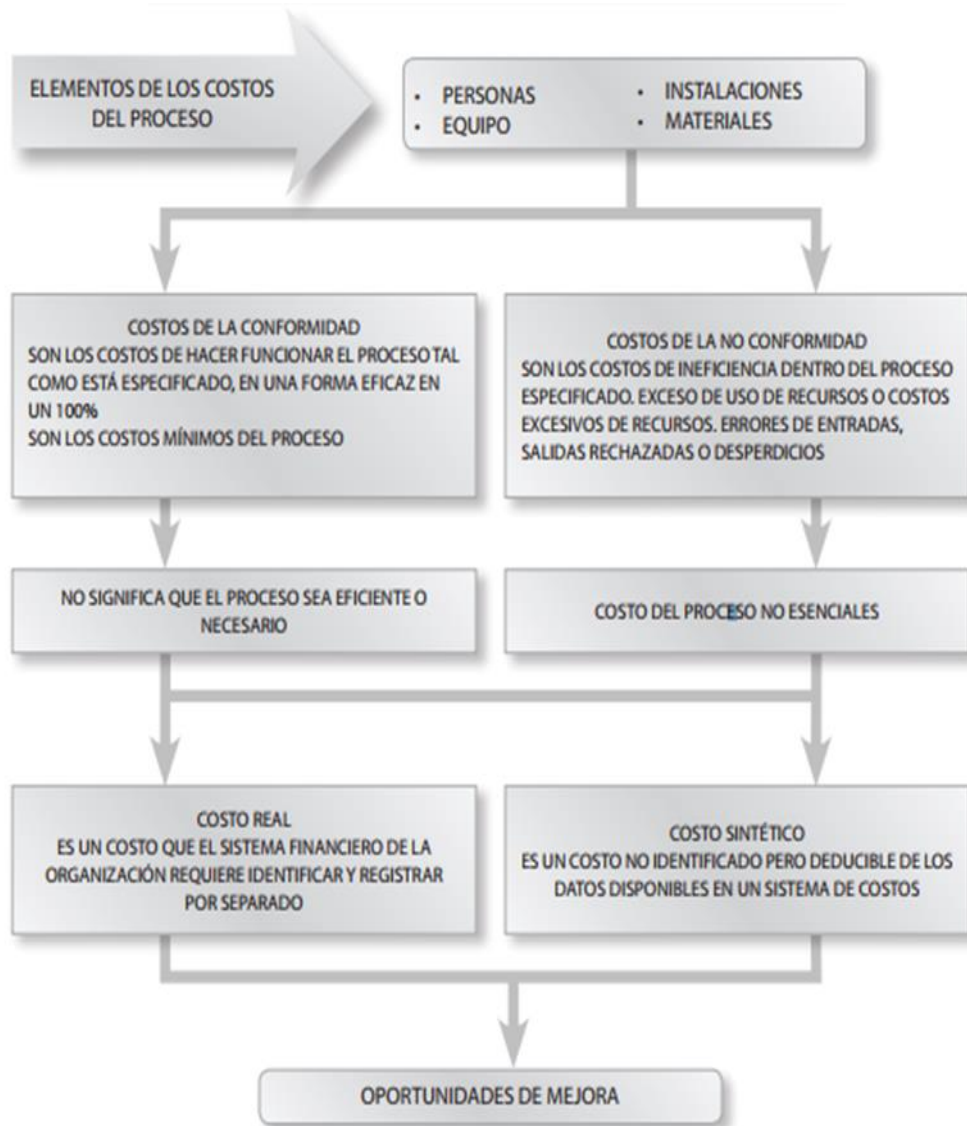 ELEMENTOS DE LOS COSTOS
DEL PROCESO
• PERSONAS
• EQUIPO
• INSTALACIONES
• MATERIALES
COSTOS DE LA CONFORMIDAD
SON LOS COSTOS DE HACER FUNCIONAR EL PROCESO TAL
COMO ESTÁ ESPECIFICADO, EN UNA FORMA EFICAZ EN
UN 100%
SON LOS COSTOS MÍNIMOS DEL PROCESO
COSTOS DE LA NO CONFORMIDAD
SON LOS COSTOS DE INEFICIENCIA DENTRO DEL PROCESO
ESPECIFICADO. EXCESO DE USO DE RECURSOS O COSTOS
EXCESIVOS DE RECURSOS. ERRORES DE ENTRADAS,
SALIDAS RECHAZADAS O DESPERDICIOS
NO SIGNIFICA QUE EL PROCESO SEA EFICIENTE O
NECESARIO
COSTO DEL PROCESO NO ESENCIALES
COSTO REAL
ES UN COSTO QUE EL SISTEMA FINANCIERO DE LA
ORGANIZACIÓN REQUIERE IDENTIFICAR Y REGISTRAR
POR SEPARADO
COSTO SINTÉTICO
ES UN COSTO NO IDENTIFICADO PERO DEDUCIBLE DE LOS
DATOS DISPONIBLES EN UN SISTEMA DE COSTOS
OPORTUNIDADES DE MEJORA